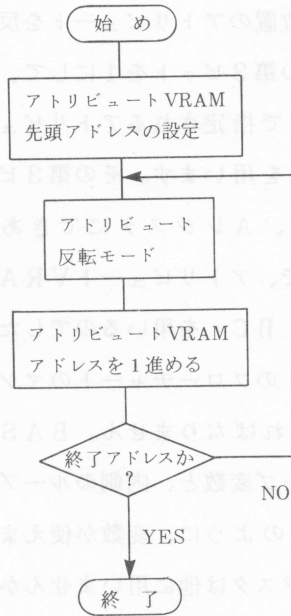 始 め
アトリビュートVRAM
先頭アドレスの設定
アトリビュート
反転モード
アトリビュートVRAM
アドレスを1進める
終了アドレスか
?
NO
YES
終 了